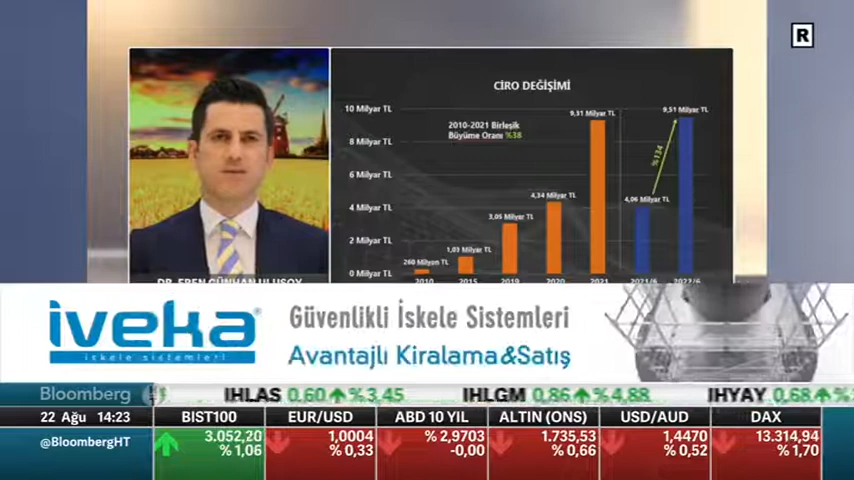 R
CİRO DEĞİŞİMİ
10 Milyar TL
8 Milyar TL
6 Milyar TL
4 Milyar TL
2 Milyar TL
0 Milyar TL
2010-2021 Birleşik
Büyüme Oranı %38
260 Milyon TL
1,03 Milyar TL
3,05 Milyar TL
4,34 Milyar TL
9,31 Milyar TL
4,06 Milyar TL
%134
9,51 Milyar TL
2010 2015 2019 2020 2021 2021/6 2022/6
DR. EREN GÜNHAN ULUSOY
iveka®
iskele sistemleri
Güvenlikli İskele Sistemleri
Avantajlı Kiralama&Satış
Bloomberg IHLAS 0,60 %3,45 IHLGM 0,86 %4,88 IHYAY 0,68 %
22 Ağu 14:23 BIST100 EUR/USD ABD 10 YIL ALTIN (ONS) USD/AUD DAX
@BloombergHT 3.052,20 1,0004 %2,9703 1.735,53 1,4470 13.314,94
%1,06 %0,33 -0,00 %0,66 %0,52 %1,70